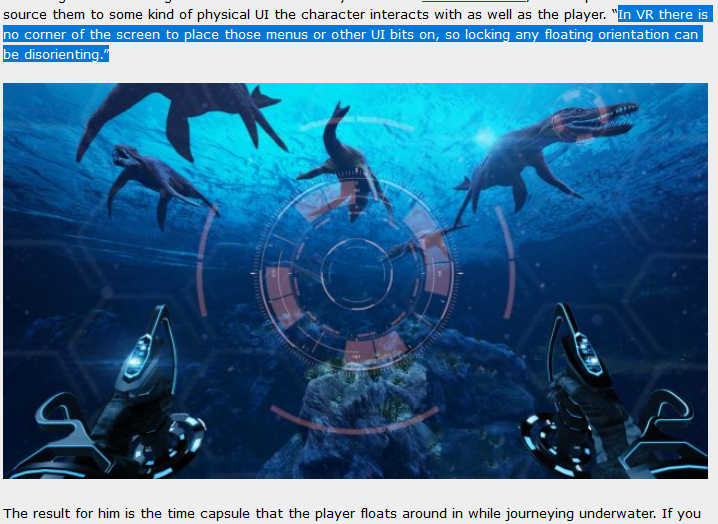 source them to some kind of physical UI the character interacts with as well as the player. “In VR there is
no corner of the screen to place those menus or other UI bits on, so locking any floating orientation can
be disorienting.”
The result for him is the time capsule that the player floats around in while journeying underwater. If you